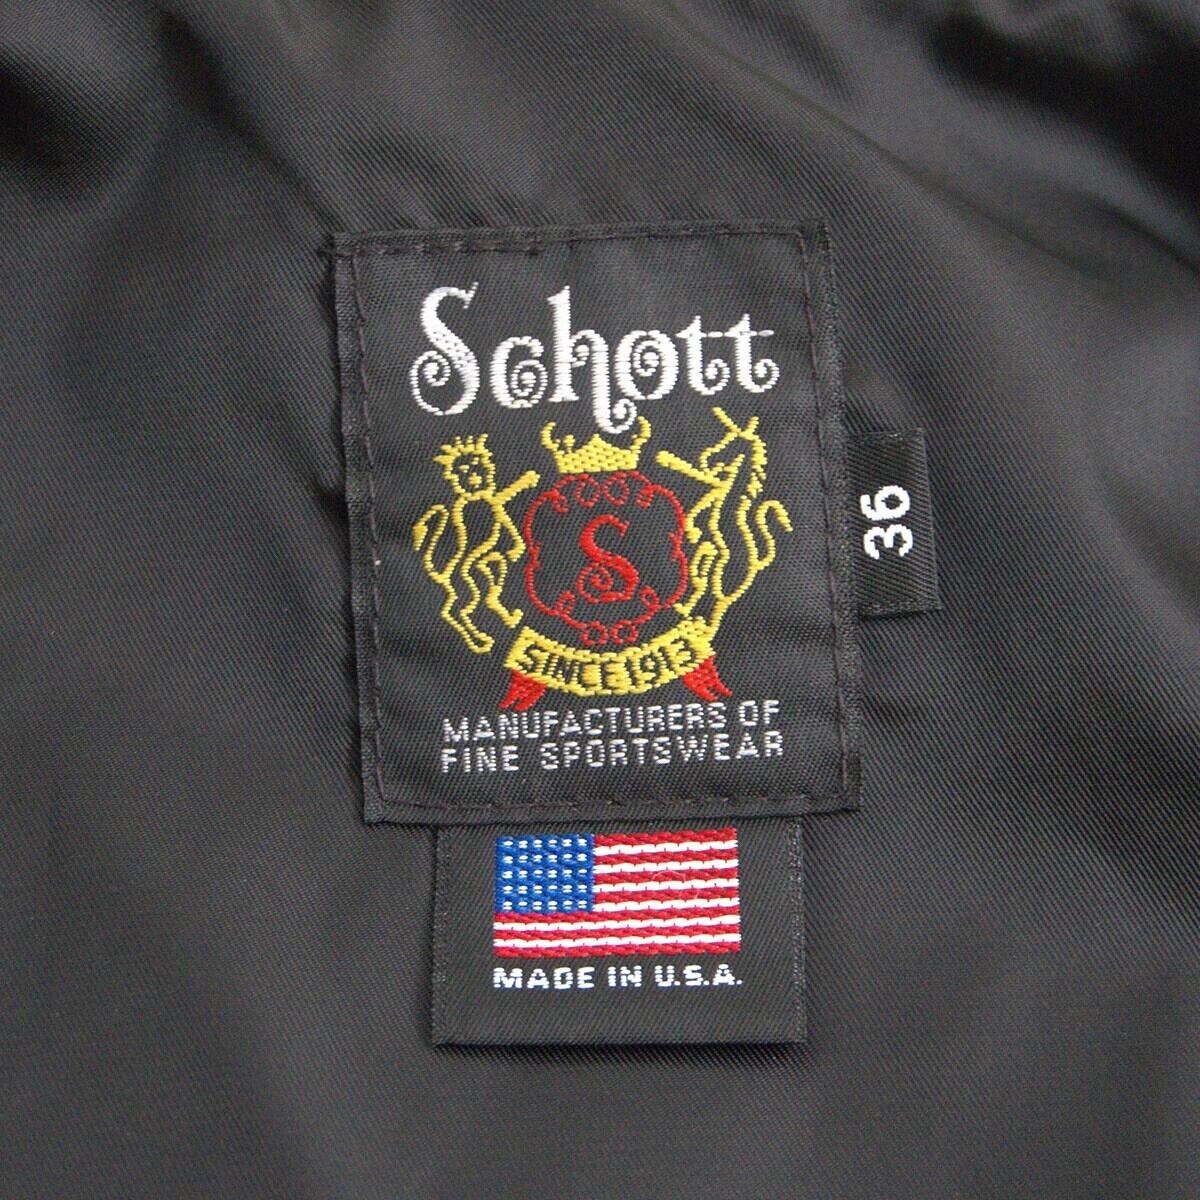 Schott
S
SINCE 1913
MANUFACTURERS OF
FINE SPORTSWEAR
36
MADE IN U.S.A.